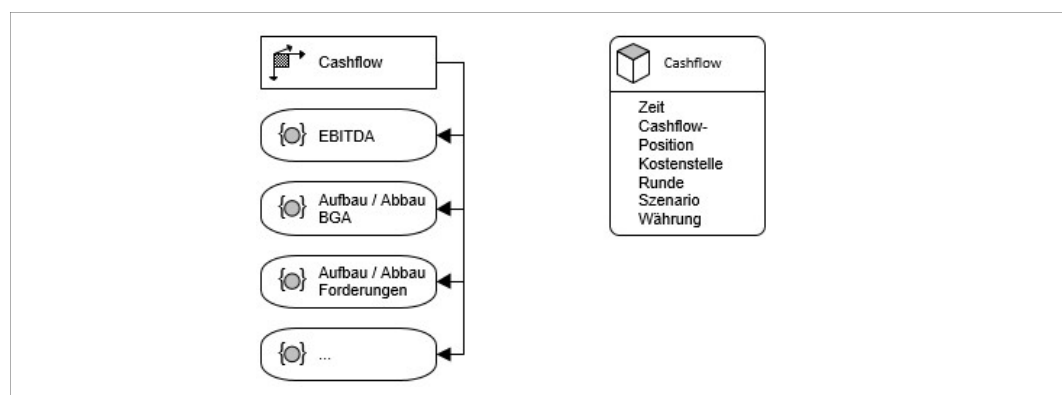 Cashflow
EBITDA
Aufbau / Abbau
BGA
Aufbau / Abbau
Forderungen
...
Cashflow
Zeit
Cashflow-
Position
Kostenstelle
Runde
Szenario
Währung